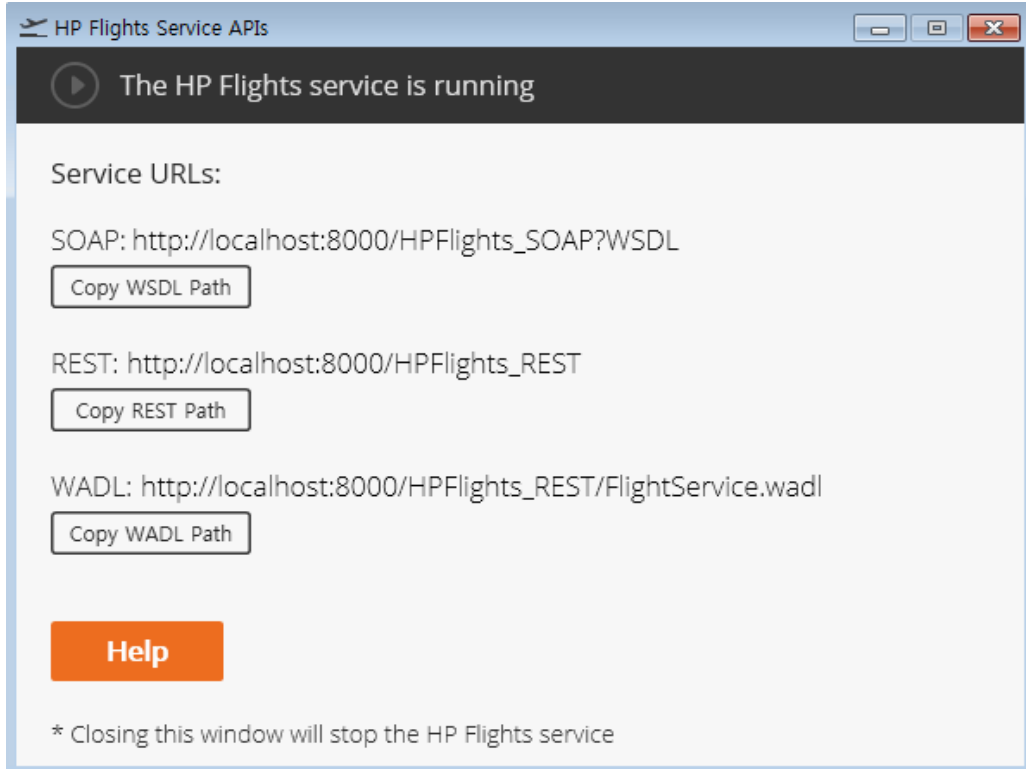 HP Flights Service APIs
The HP Flights service is running
Service URLs:
SOAP: http://localhost:8000/HPFlights_SOAP?WSDL
Copy WSDL Path
REST: http://localhost:8000/HPFlights_REST
Copy REST Path
WADL: http://localhost:8000/HPFlights_REST/FlightService.wadl
Copy WADL Path
Help
* Closing this window will stop the HP Flights service